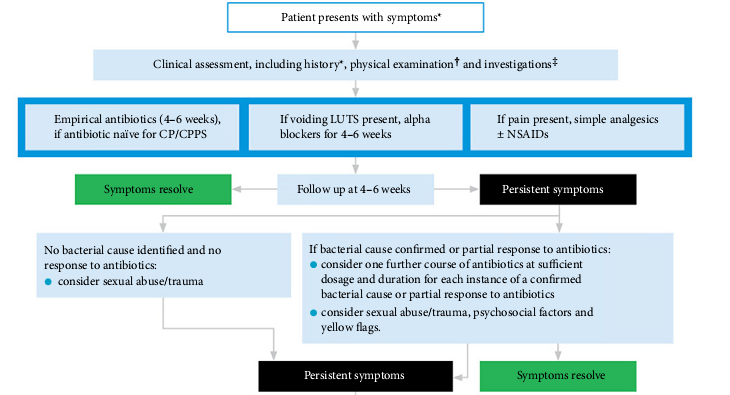 Patient presents with symptoms*
Clinical assessment, including history*, physical examination† and investigations‡
Empirical antibiotics (4–6 weeks),
if antibiotic naïve for CP/CPPS
If voiding LUTS present, alpha
blockers for 4–6 weeks
If pain present, simple analgesics
± NSAIDs
Symptoms resolve
Follow up at 4–6 weeks
Persistent symptoms
No bacterial cause identified and no
response to antibiotics:
● consider sexual abuse/trauma
If bacterial cause confirmed or partial response to antibiotics:
● consider one further course of antibiotics at sufficient
dosage and duration for each instance of a confirmed
bacterial cause or partial response to antibiotics
● consider sexual abuse/trauma, psychosocial factors and
yellow flags.
Persistent symptoms
Symptoms resolve